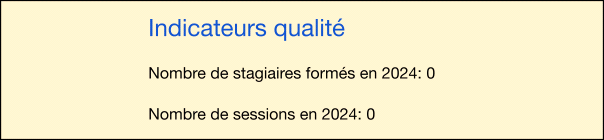 Indicateurs qualité
Nombre de stagiaires formés en 2024: 0
Nombre de sessions en 2024: 0